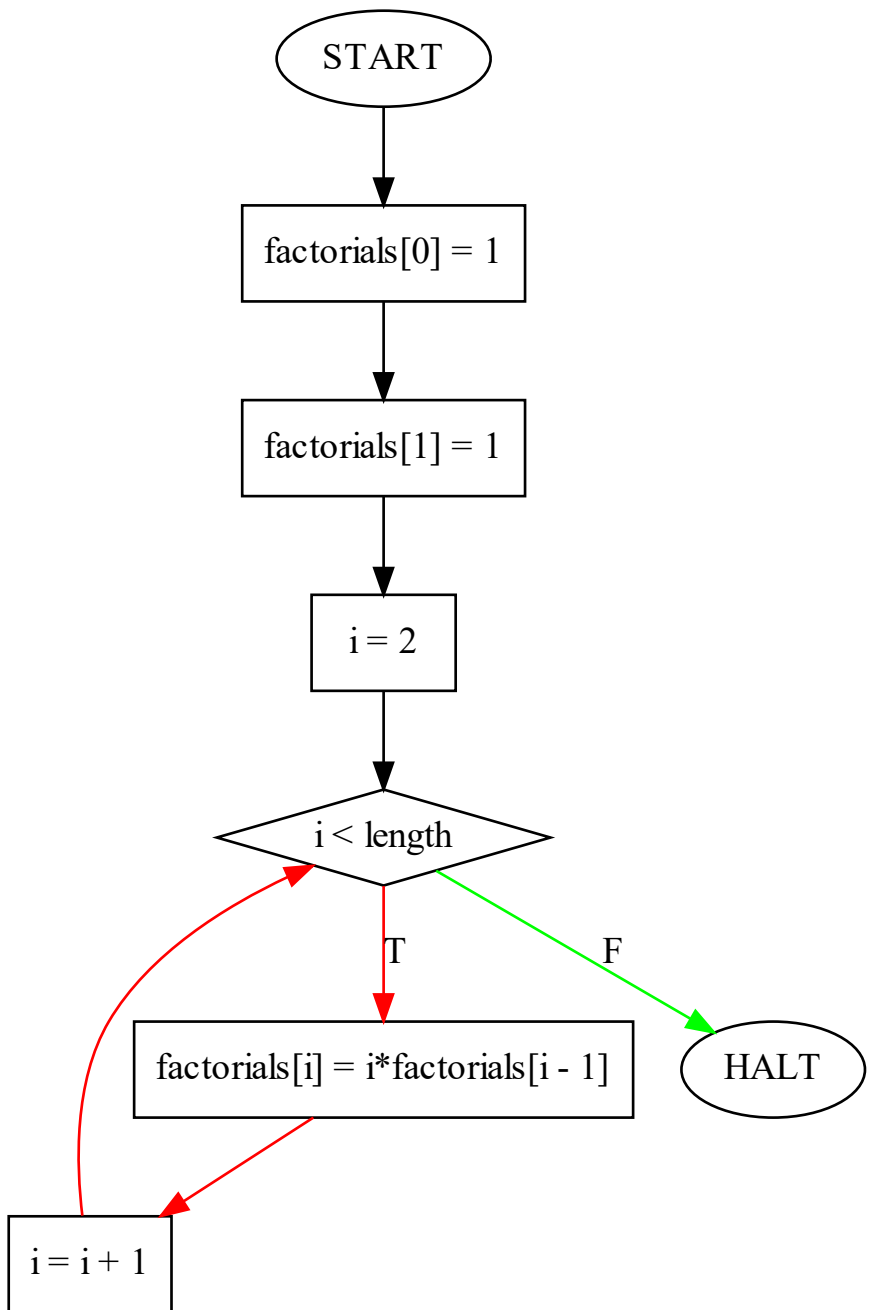 START
factorials[0] = 1
factorials[1] = 1
i = 2
i < length
T
F
factorials[i] = i*factorials[i - 1]
HALT
i = i + 1